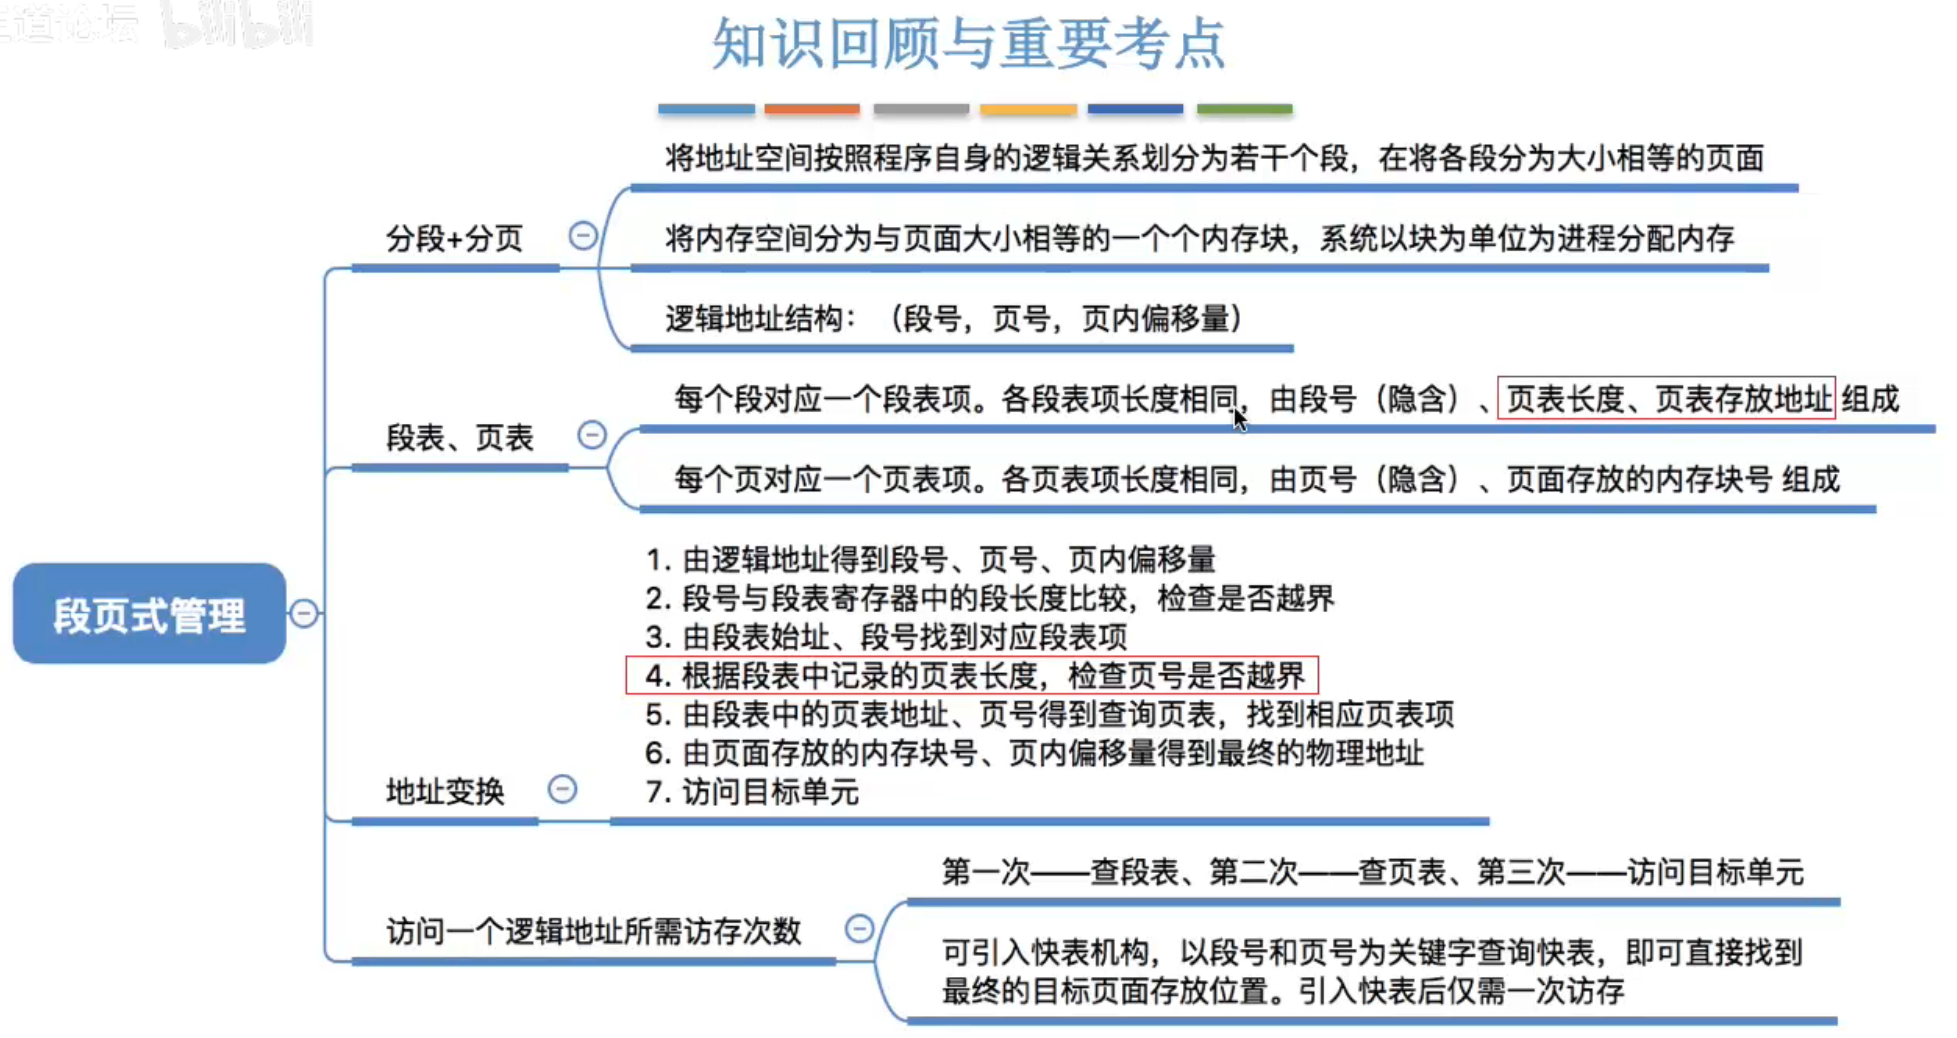 王道论坛 bilibili
知识回顾与重要考点
将地址空间按照程序自身的逻辑关系划分为若干个段，在将各段分为大小相等的页面
分段+分页
将内存空间分为与页面大小相等的一个个内存块，系统以块为单位为进程分配内存
逻辑地址结构：（段号，页号，页内偏移量）
每个段对应一个段表项。各段表项长度相同，由段号（隐含）、页表长度、页表存放地址 组成
段表、页表
每个页对应一个页表项。各页表项长度相同，由页号（隐含）、页面存放的内存块号 组成
段页式管理
1. 由逻辑地址得到段号、页号、页内偏移量
2. 段号与段表寄存器中的段长度比较，检查是否越界
3. 由段表始址、段号找到对应段表项
4. 根据段表中记录的页表长度，检查页号是否越界
5. 由段表中的页表地址、页号得到查询页表，找到相应页表项
6. 由页面存放的内存块号、页内偏移量得到最终的物理地址
7. 访问目标单元
地址变换
第一次——查段表、第二次——查页表、第三次——访问目标单元
访问一个逻辑地址所需访存次数
可引入快表机构，以段号和页号为关键字查询快表，即可直接找到
最终的目标页面存放位置。引入快表后仅需一次访存